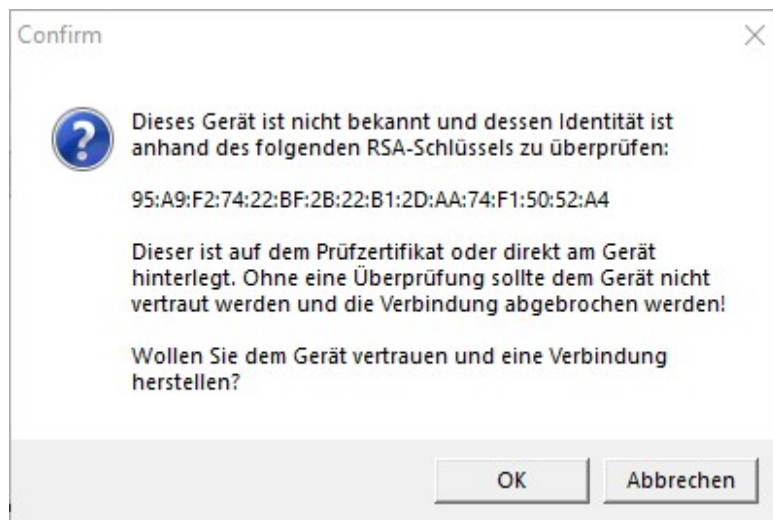 Confirm
Dieses Gerät ist nicht bekannt und dessen Identität ist
anhand des folgenden RSA-Schlüssels zu überprüfen:
95:A9:F2:74:22:BF:2B:22:B1:2D:AA:74:F1:50:52:A4
Dieser ist auf dem Prüfzertifikat oder direkt am Gerät
hinterlegt. Ohne eine Überprüfung sollte dem Gerät nicht
vertraut werden und die Verbindung abgebrochen werden!
Wollen Sie dem Gerät vertrauen und eine Verbindung
herstellen?
OK
Abbrechen